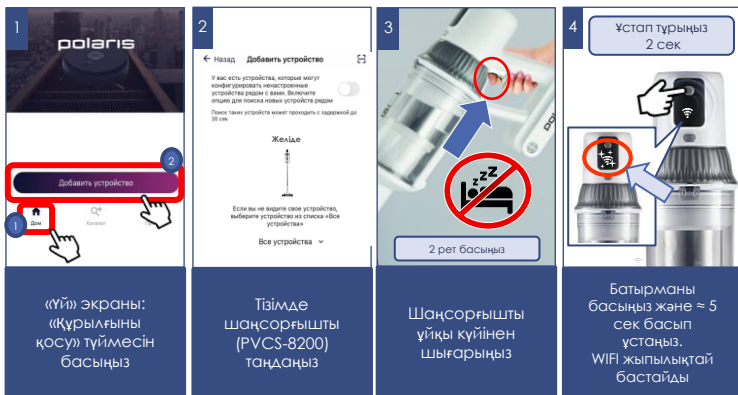 1
polaris
2
Добавить устройство
1
Дом
Каталог
«Үй» экраны:
«Құрылғыны
қосу» түймесін
басыңыз
2
← Назад Добавить устройство
У вас есть устройства, которые могут
конфигурировать ненастроенные
устройства рядом с вами. Включите
опцию для поиска новых устройств рядом
Поиск таких устройств может проходить с задержкой до
20 сек
Желіде
Если вы не видите свое устройство,
выберите устройство из списка «Все
устройства»
Все устройства
Тізімде
шаңсорғышты
(PVCS-8200)
таңдаңыз
3
zzZZ
2 рет басыңыз
Шаңсорғышты
ұйқы күйінен
шығарыңыз
4
Ұстап тұрыңыз
2 сек
Батырманы
басыңыз және ≈ 5
сек басып
ұстаңыз.
WIFI жыпылықтай
бастайды